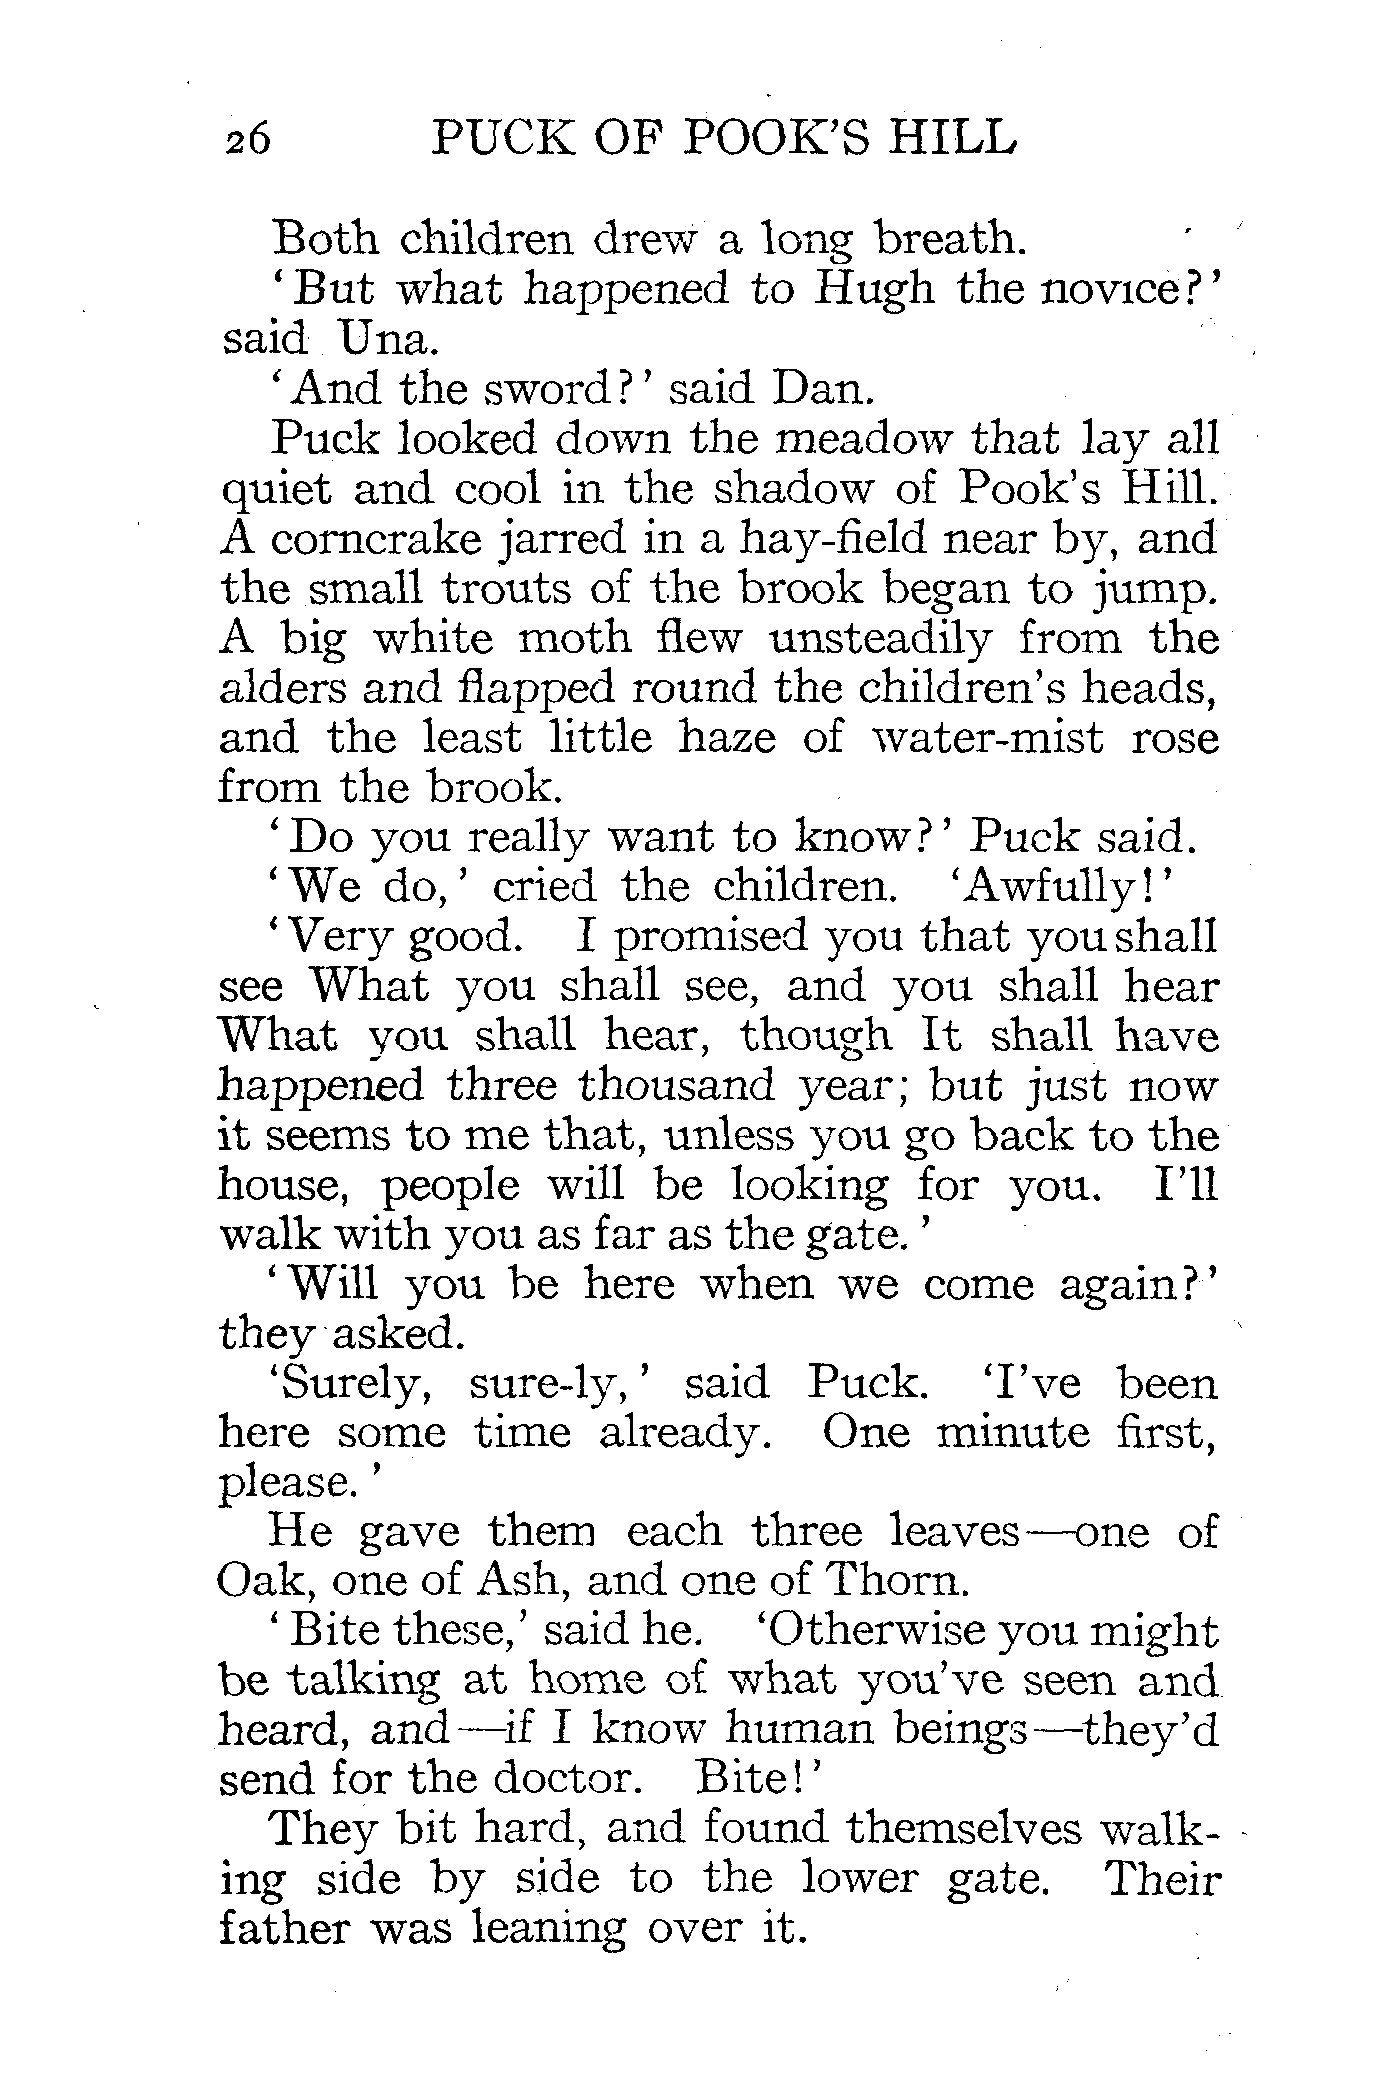 26 PUCK OF POOK'S HILL
Both children drew a long breath.
‘But what happened to Hugh the novice?’
said Una.
‘And the sword?’ said Dan.
Puck looked down the meadow that lay all
quiet and cool in the shadow of Pook's Hill.
A corncrake jarred in a hay-field near by, and
the small trouts of the brook began to jump.
A big white moth flew unsteadily from the
alders and flapped round the children's heads,
and the least little haze of water-mist rose
from the brook.
‘Do you really want to know?’ Puck said.
‘We do,’ cried the children. ‘Awfully!’
‘Very good. I promised you that you shall
see What you shall see, and you shall hear
What you shall hear, though It shall have
happened three thousand year; but just now
it seems to me that, unless you go back to the
house, people will be looking for you. I'll
walk with you as far as the gate.’
‘Will you be here when we come again?’
they asked.
‘Surely, sure-ly,’ said Puck. ‘I've been
here some time already. One minute first,
please.’
He gave them each three leaves—one of
Oak, one of Ash, and one of Thorn.
‘Bite these,’ said he. ‘Otherwise you might
be talking at home of what you've seen and
heard, and—if I know human beings—they'd
send for the doctor. Bite!’
They bit hard, and found themselves walk-
ing side by side to the lower gate. Their
father was leaning over it.